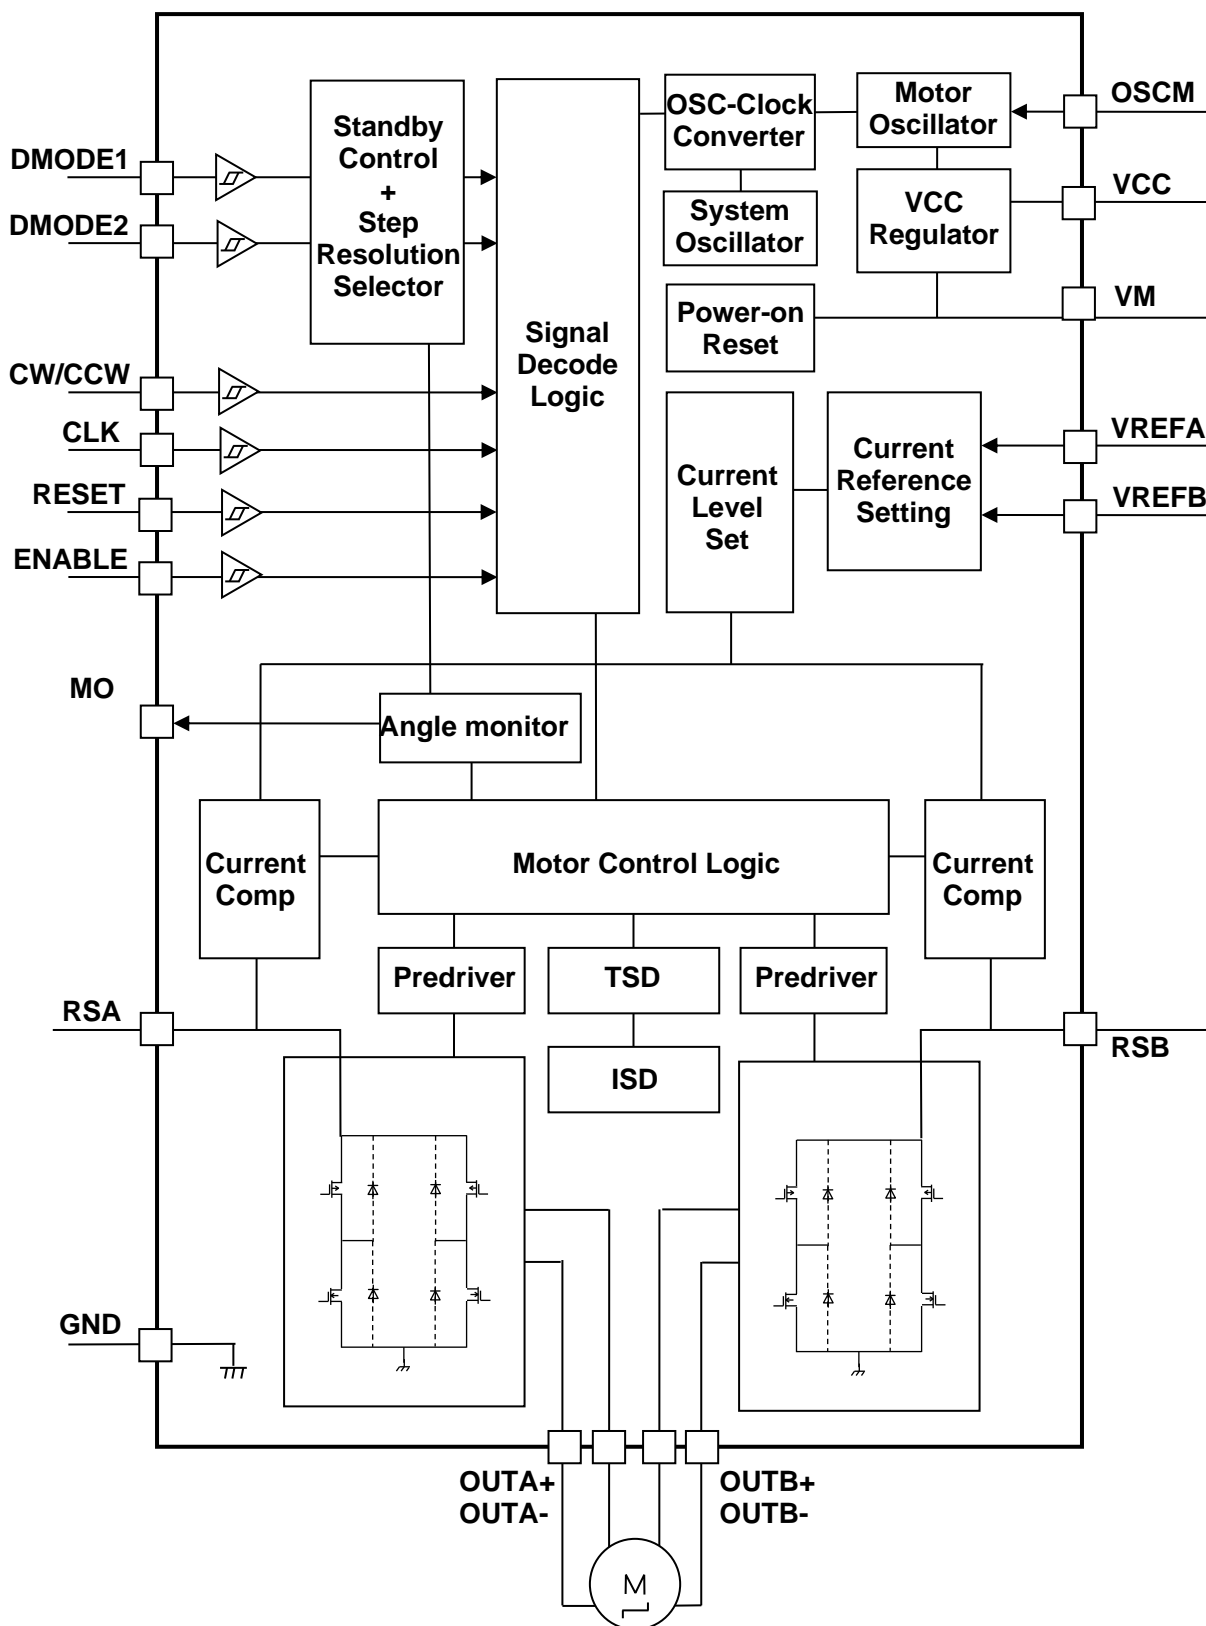 DMODE1
DMODE2
CW/CCW
CLK
RESET
ENABLE
MO
RSA
GND
Standby
Control
+
Step
Resolution
Selector
Signal
Decode
Logic
OSC-Clock
Converter
Motor
Oscillator
System
Oscillator
VCC
Regulator
Power-on
Reset
Current
Level
Set
Current
Reference
Setting
OSCM
VCC
VM
VREFA
VREFB
Angle monitor
Current
Comp
Motor Control Logic
Current
Comp
Predriver
TSD
Predriver
ISD
RSB
OUTA+
OUTA-
OUTB+
OUTB-
M